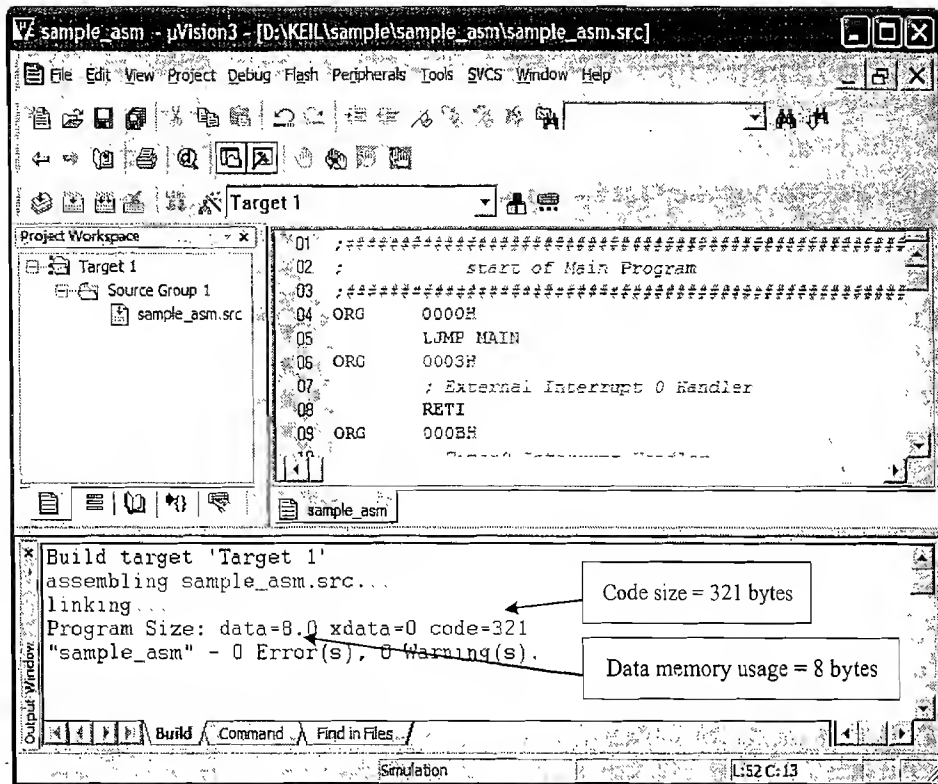 sample_asm - µVision3 - [D:\KEIL\sample\sample_asm\sample_asm.src]
File Edit View Project Debug Flash Peripherals Tools SVCS Window Help
Target 1
Project Workspace
Target 1
Source Group 1
sample_asm.src
01 ;##################################################
02 ; start of Main Program
03 ;##################################################
04 ORG 0000H
05 LJMP MAIN
06 ORG 0003H
07 ; External Interrupt 0 Handler
08 RETI
09 ORG 000BH
sample_asm
Build target 'Target 1'
assembling sample_asm.src...
linking...
Program Size: data=8.0 xdata=0 code=321
"sample_asm" - 0 Error(s), 0 Warning(s).
Code size = 321 bytes
Data memory usage = 8 bytes
Output Window
Build
Command
Find in Files
Simulation
L:52 C:13